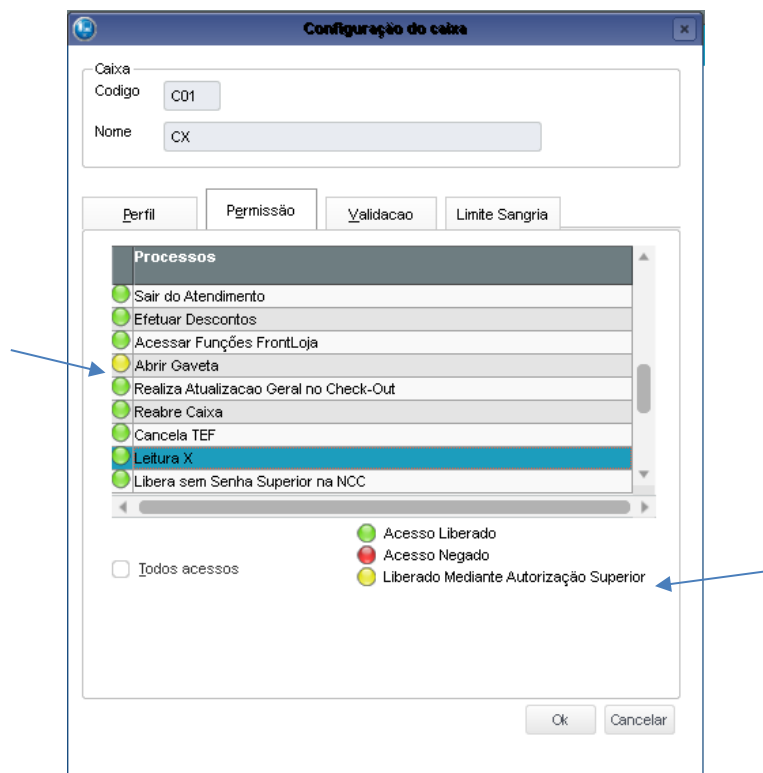 Configuração do caixa
Caixa
Codigo
C01
Nome
CX
Perfil
Permissão
Validacao
Limite Sangria
Processos
Sair do Atendimento
Efetuar Descontos
Acessar Funções FrontLoja
Abrir Gaveta
Realiza Atualizacao Geral no Check-Out
Reabre Caixa
Cancela TEF
Leitura X
Libera sem Senha Superior na NCC
Acesso Liberado
Acesso Negado
Todos acessos
Liberado Mediante Autorização Superior
Ok
Cancelar